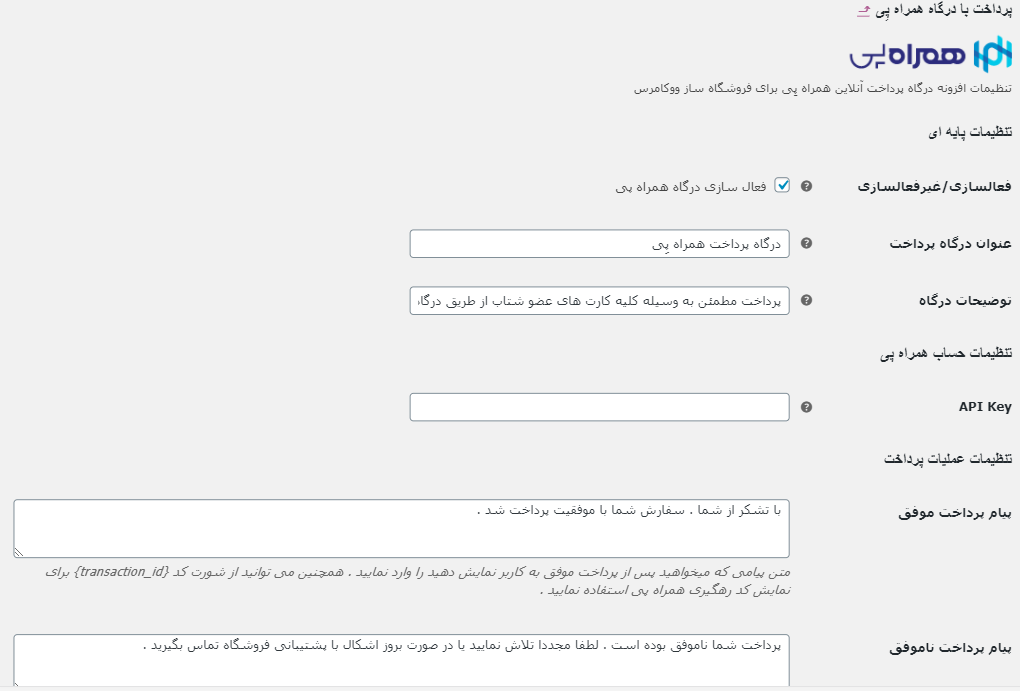 پرداخت با درگاه همراه پِی
همراه‌پی
تنظیمات افزونه درگاه پرداخت آنلاین همراه پِی برای فروشگاه ساز ووکامرس
تنظیمات پایه ای
فعالسازی/غیرفعالسازی
فعال سازی درگاه همراه پی
عنوان درگاه پرداخت
درگاه پرداخت همراه پِی
توضیحات درگاه
پرداخت مطمئن به وسیله کلیه کارت های عضو شتاب از طریق درگاه
تنظیمات حساب همراه پی
API Key
تنظیمات عملیات پرداخت
پیام پرداخت موفق
با تشکر از شما . سفارش شما با موفقیت پرداخت شد .
متن پیامی که میخواهید پس از پرداخت موفق به کاربر نمایش دهید را وارد نمایید . همچنین می توانید از شورت کد {transaction_id} برای
نمایش کد رهگیری همراه پی استفاده نمایید .
پیام پرداخت ناموفق
پرداخت شما ناموفق بوده است . لطفا مجددا تلاش نمایید یا در صورت بروز اشکال با پشتیبانی فروشگاه تماس بگیرید .